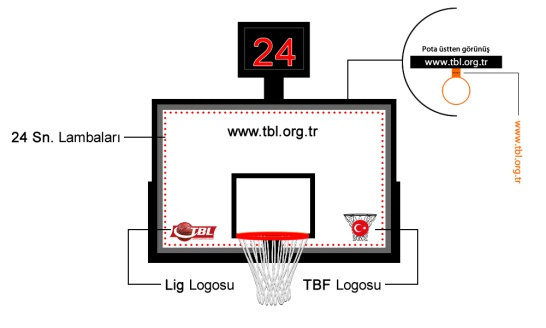 24
Pota üstten görünüş
www.tbl.org.tr
www.tbl.org.tr
24 Sn. Lambaları
www.tbl.org.tr
TBL
Lig Logosu
TBF Logosu